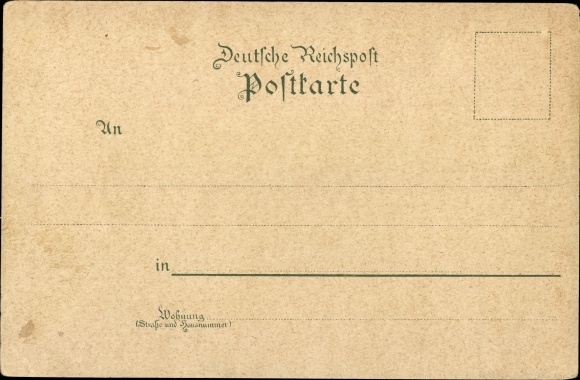 Deutsche Reichspost
Postkarte
An
in
Wohnung
(Straße und Hausnummer)